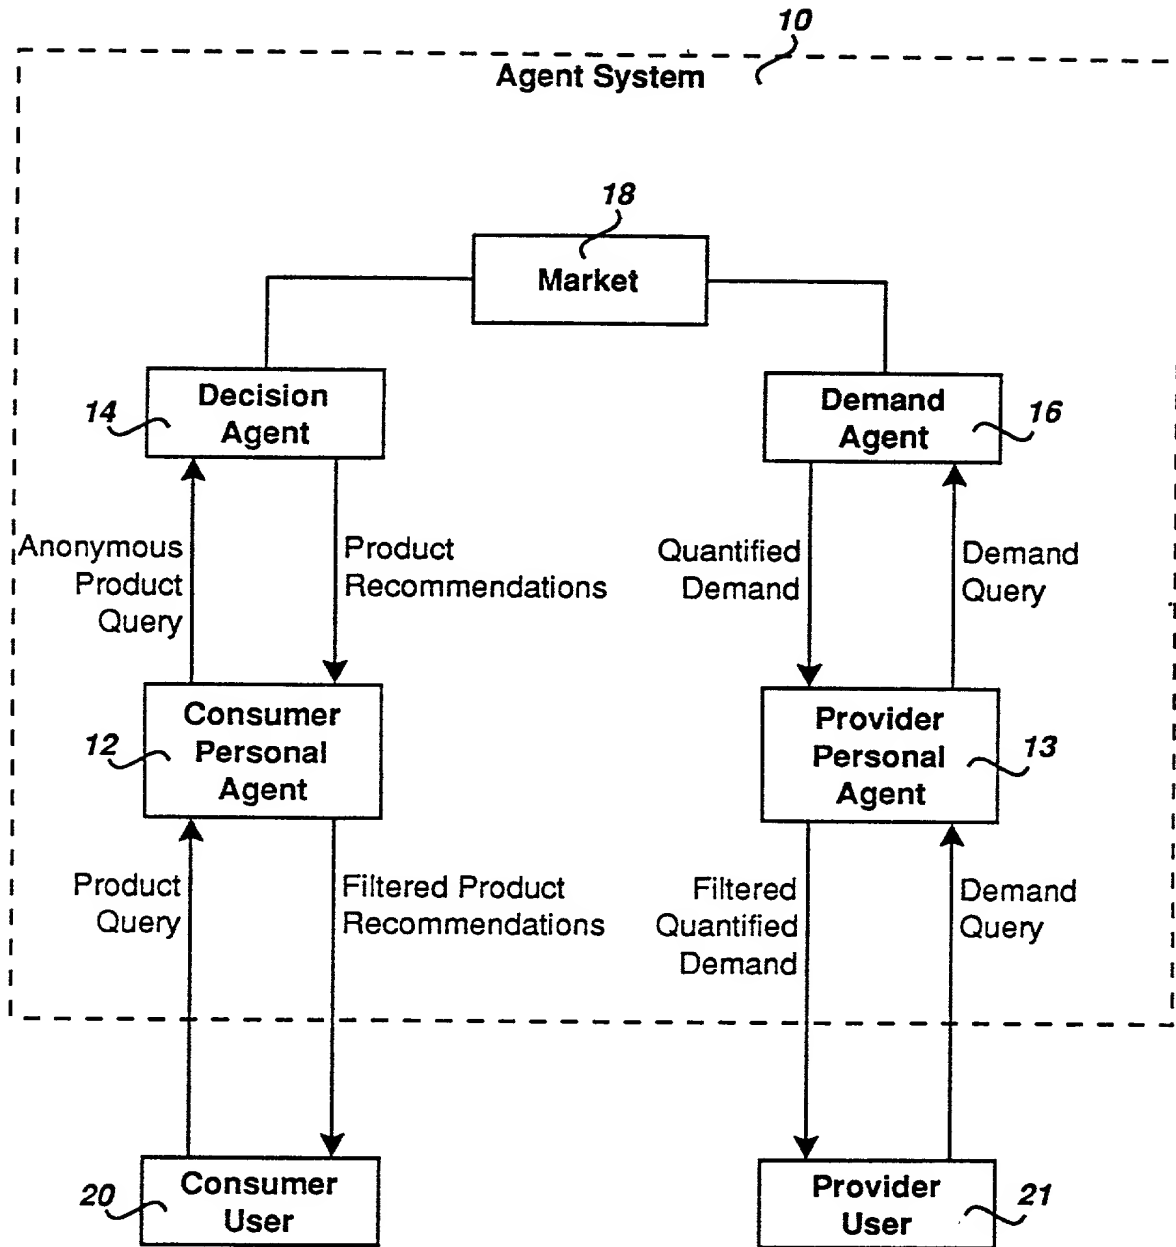 10
Agent System
18
Market
Decision
Agent
14
Demand
Agent
16
Anonymous
Product
Query
Product
Recommendations
Quantified
Demand
Demand
Query
Consumer
Personal
Agent
12
Provider
Personal
Agent
13
Product
Query
Filtered Product
Recommendations
Filtered
Quantified
Demand
Demand
Query
Consumer
User
20
Provider
User
21